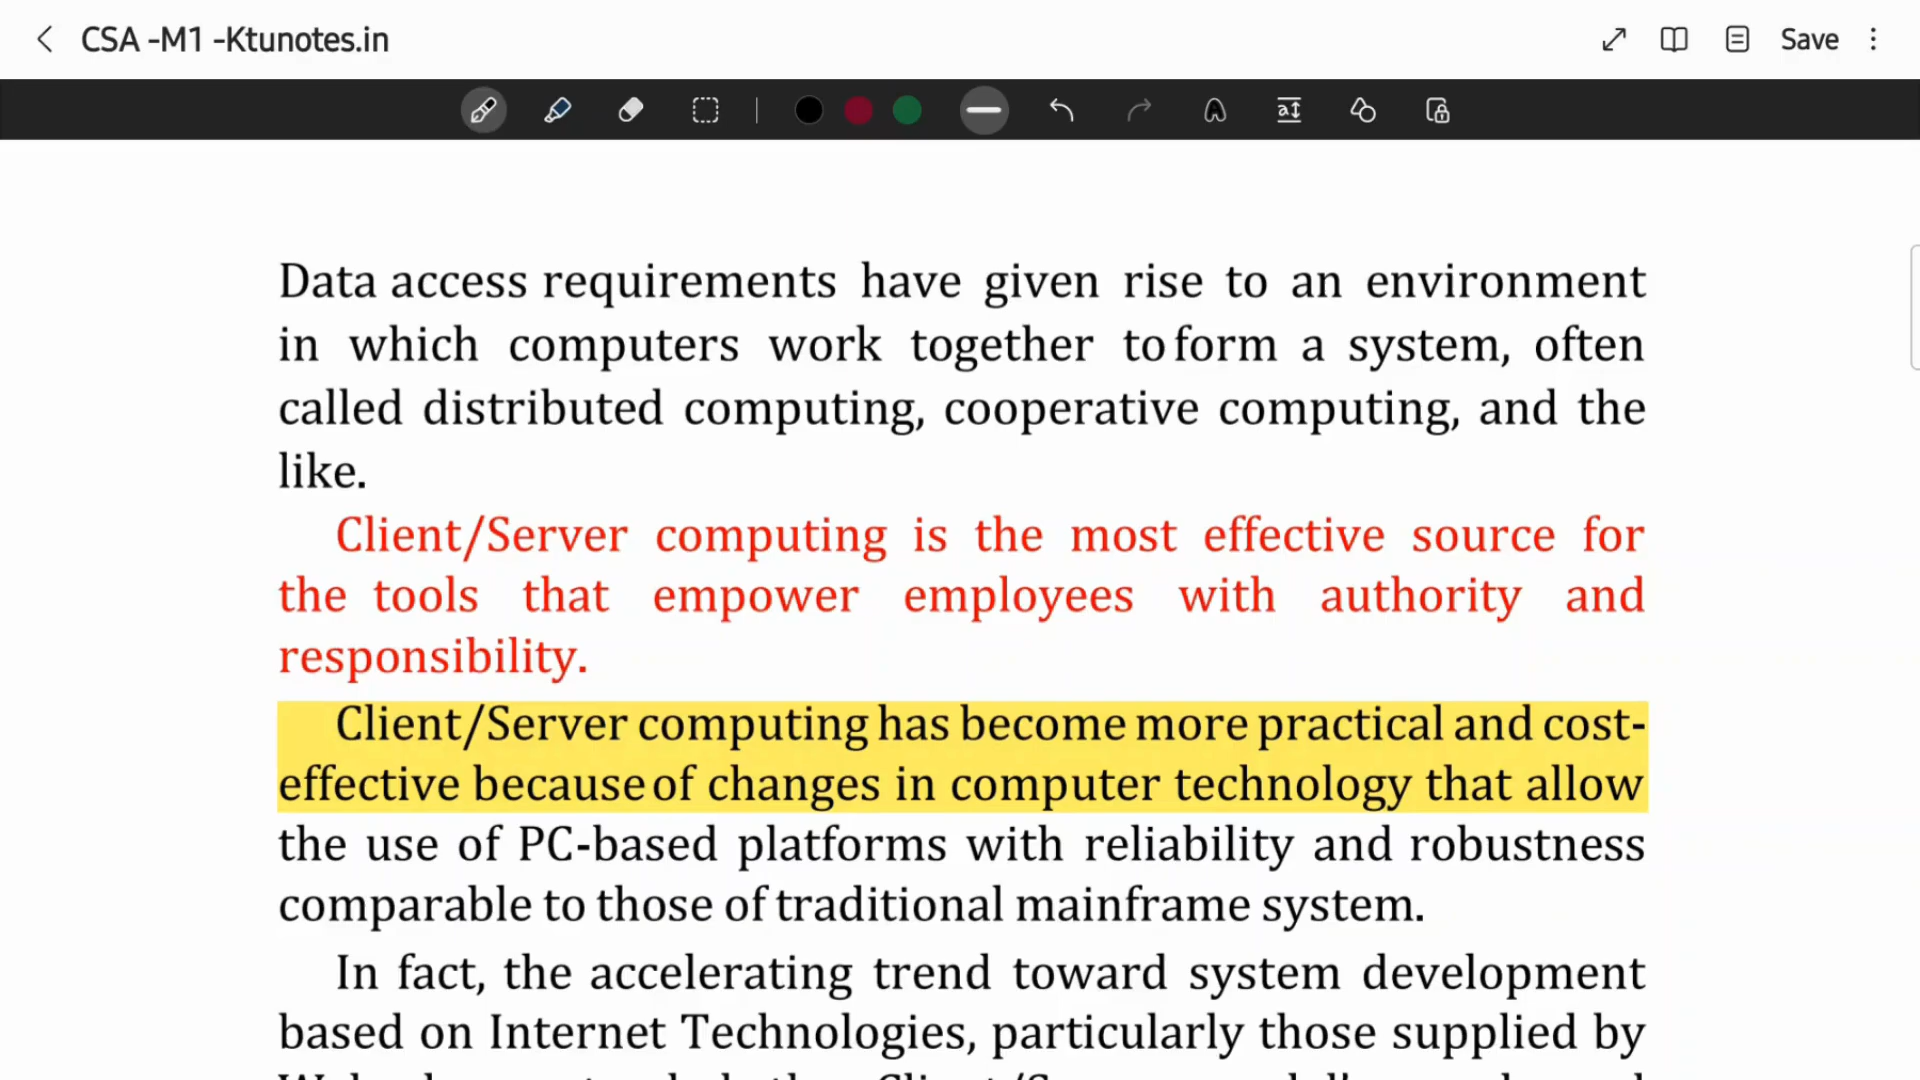 CSA -M1 -Ktunotes.in
Save
Data access requirements have given rise to an environment
in which computers work together to form a system, often
called distributed computing, cooperative computing, and the
like.
Client/Server computing is the most effective source for
the tools that empower employees with authority and
responsibility.
Client/Server computing has become more practical and cost-
effective because of changes in computer technology that allow
the use of PC-based platforms with reliability and robustness
comparable to those of traditional mainframe system.
In fact, the accelerating trend toward system development
based on Internet Technologies, particularly those supplied by